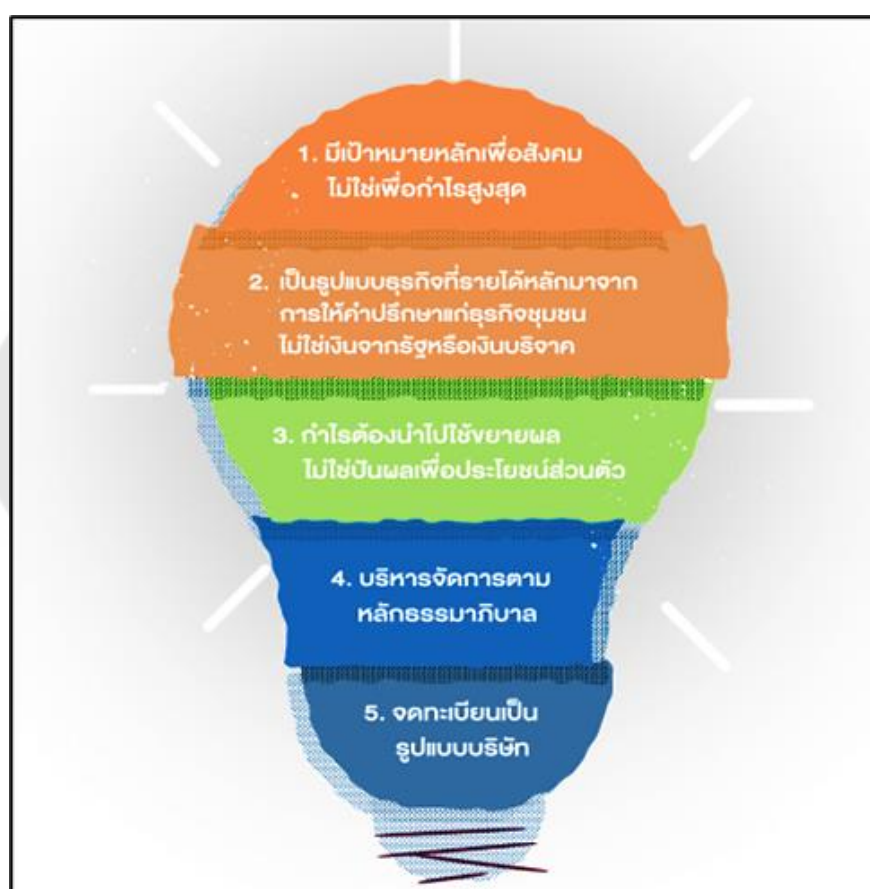 1. มีเป้าหมายหลักเพื่อสังคม
ไม่ใช่เพื่อกำไรสูงสุด
2. เป็นรูปแบบธุรกิจที่รายได้หลักมาจาก
การให้คำปรึกษาแก่ธุรกิจชุมชน
ไม่ใช่เงินจากรัฐหรือเงินบริจาค
3. กำไรต้องนำไปใช้ขยายผล
ไม่ใช่ปันผลเพื่อประโยชน์ส่วนตัว
4. บริหารจัดการตาม
หลักธรรมาภิบาล
5. จดทะเบียนเป็น
รูปแบบบริษัท